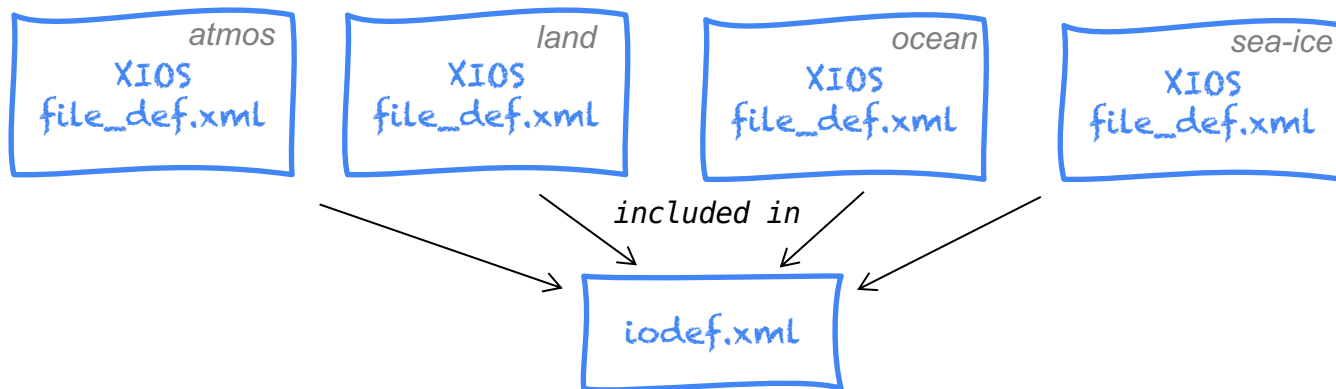 atmos
XIOS
file_def.xml
land
XIOS
file_def.xml
ocean
XIOS
file_def.xml
sea-ice
XIOS
file_def.xml
included in
iodef.xml